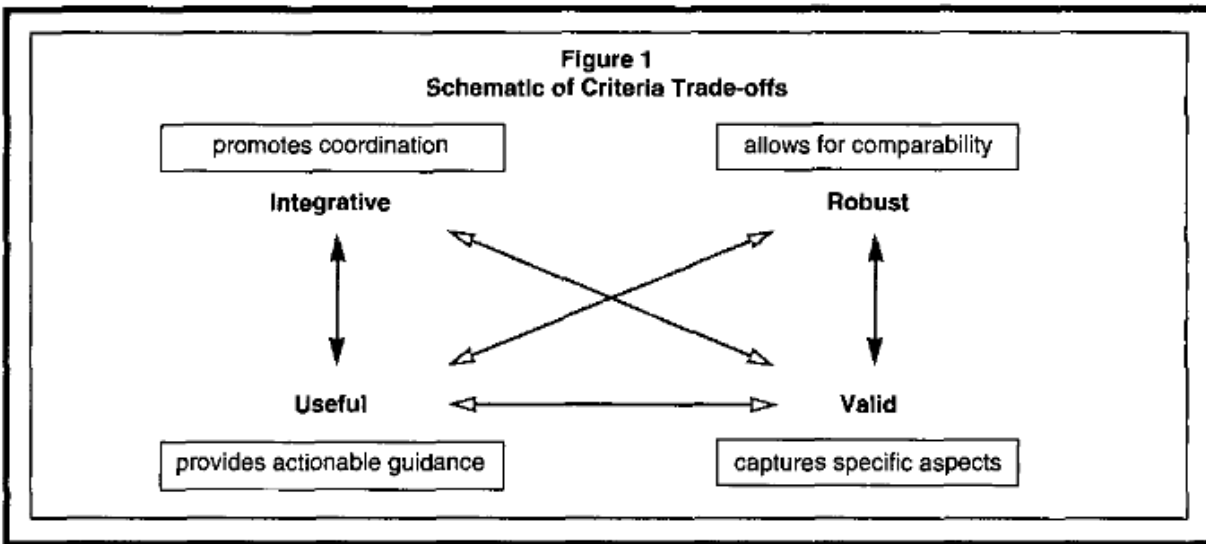 Figure 1
Schematic of Criteria Trade-offs
promotes coordination
allows for comparability
Integrative
Robust
Useful
Valid
provides actionable guidance
captures specific aspects